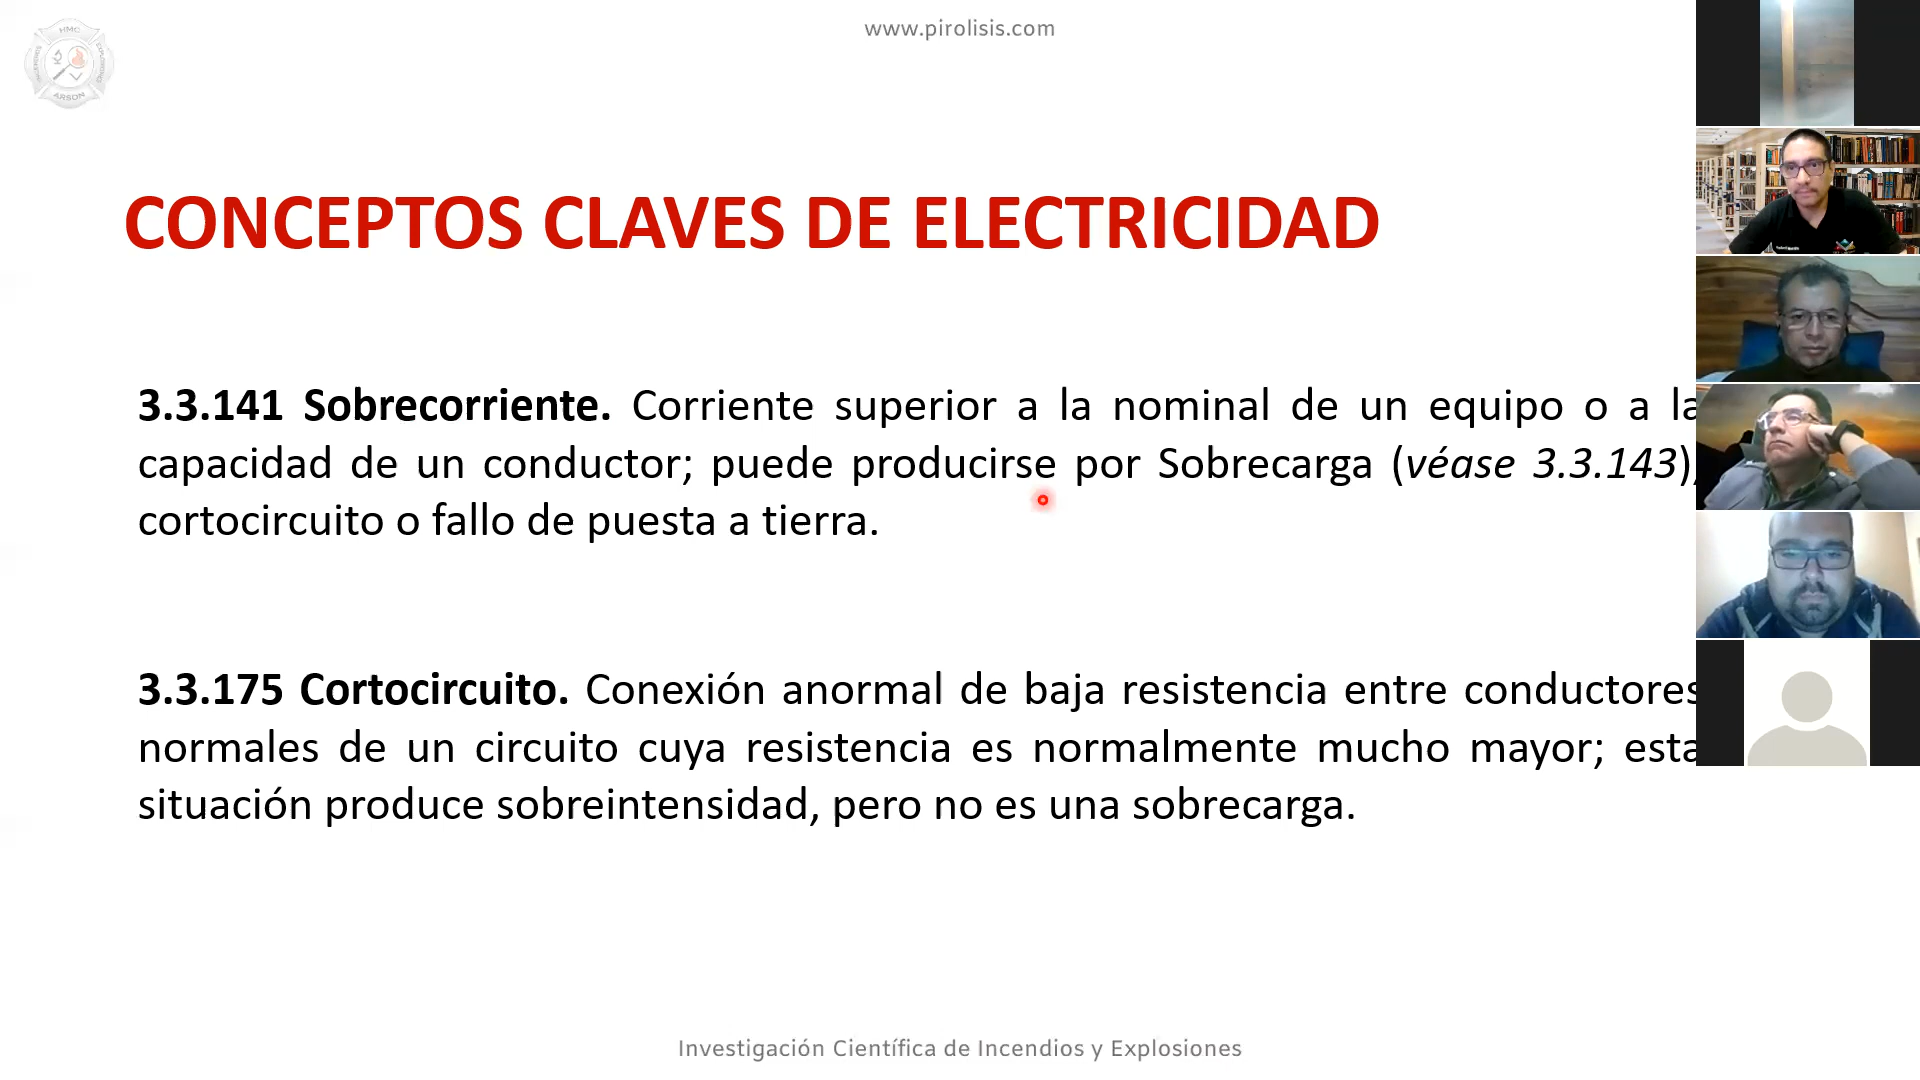 www.pirolisis.com
HMC
ARSON
CONCEPTOS CLAVES DE ELECTRICIDAD
3.3.141 Sobrecorriente. Corriente superior a la nominal de un equipo o a la
capacidad de un conductor; puede producirse por Sobrecarga (véase 3.3.143),
cortocircuito o fallo de puesta a tierra.
3.3.175 Cortocircuito. Conexión anormal de baja resistencia entre conductores
normales de un circuito cuya resistencia es normalmente mucho mayor; esta
situación produce sobreintensidad, pero no es una sobrecarga.
Investigación Científica de Incendios y Explosiones